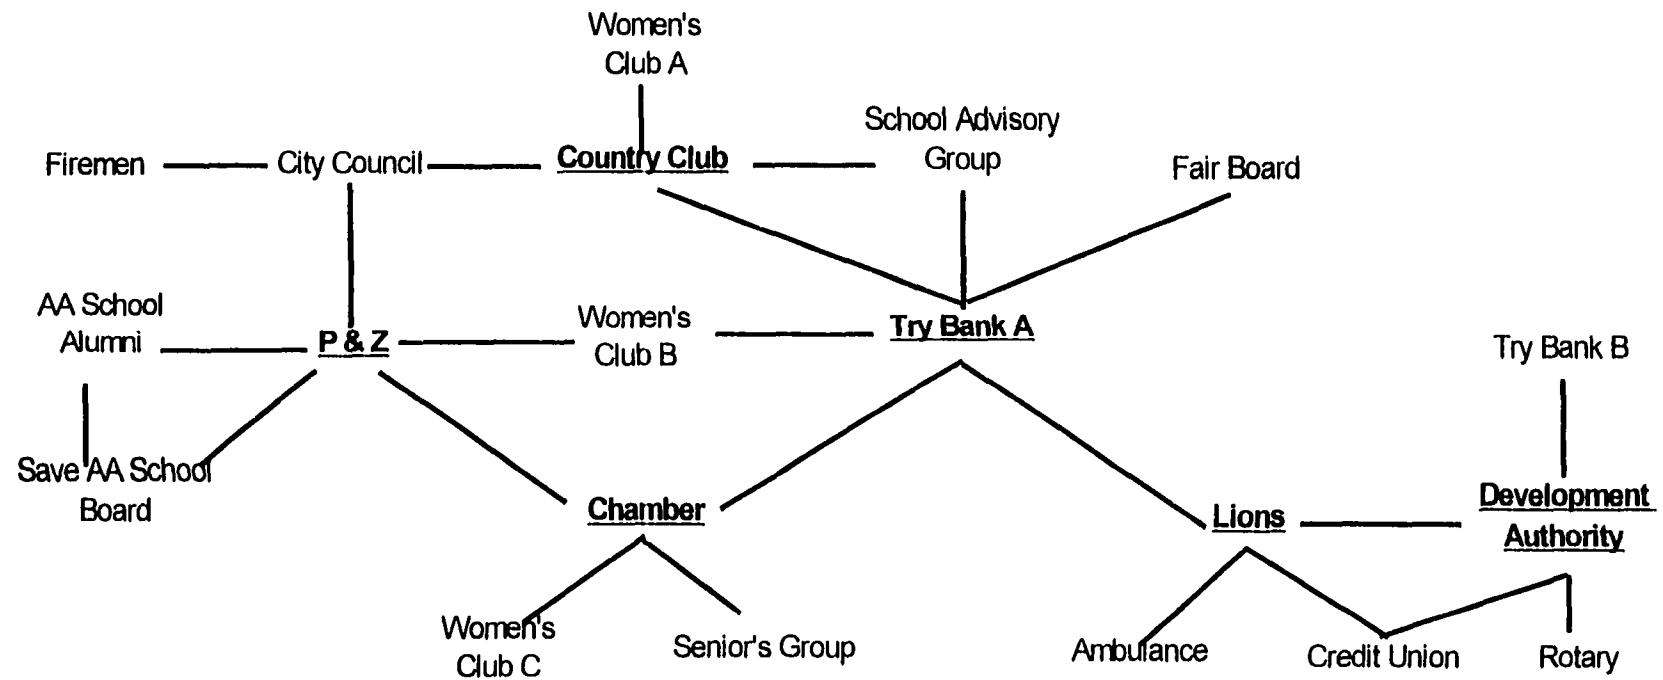 Women's
Club A
School Advisory
Group
Firemen
City Council
Country Club
Fair Board
AA School
Alumni
P & Z
Women's
Club B
Try Bank A
Try Bank B
Save AA School
Board
Chamber
Lions
Development
Authority
Women's
Club C
Senior's Group
Ambulance
Credit Union
Rotary